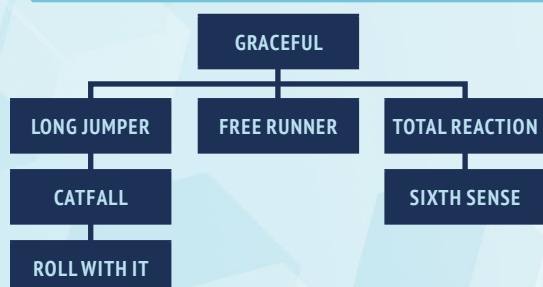 GRACEFUL
LONG JUMPER
FREE RUNNER
TOTAL REACTION
CATFALL
SIXTH SENSE
ROLL WITH IT